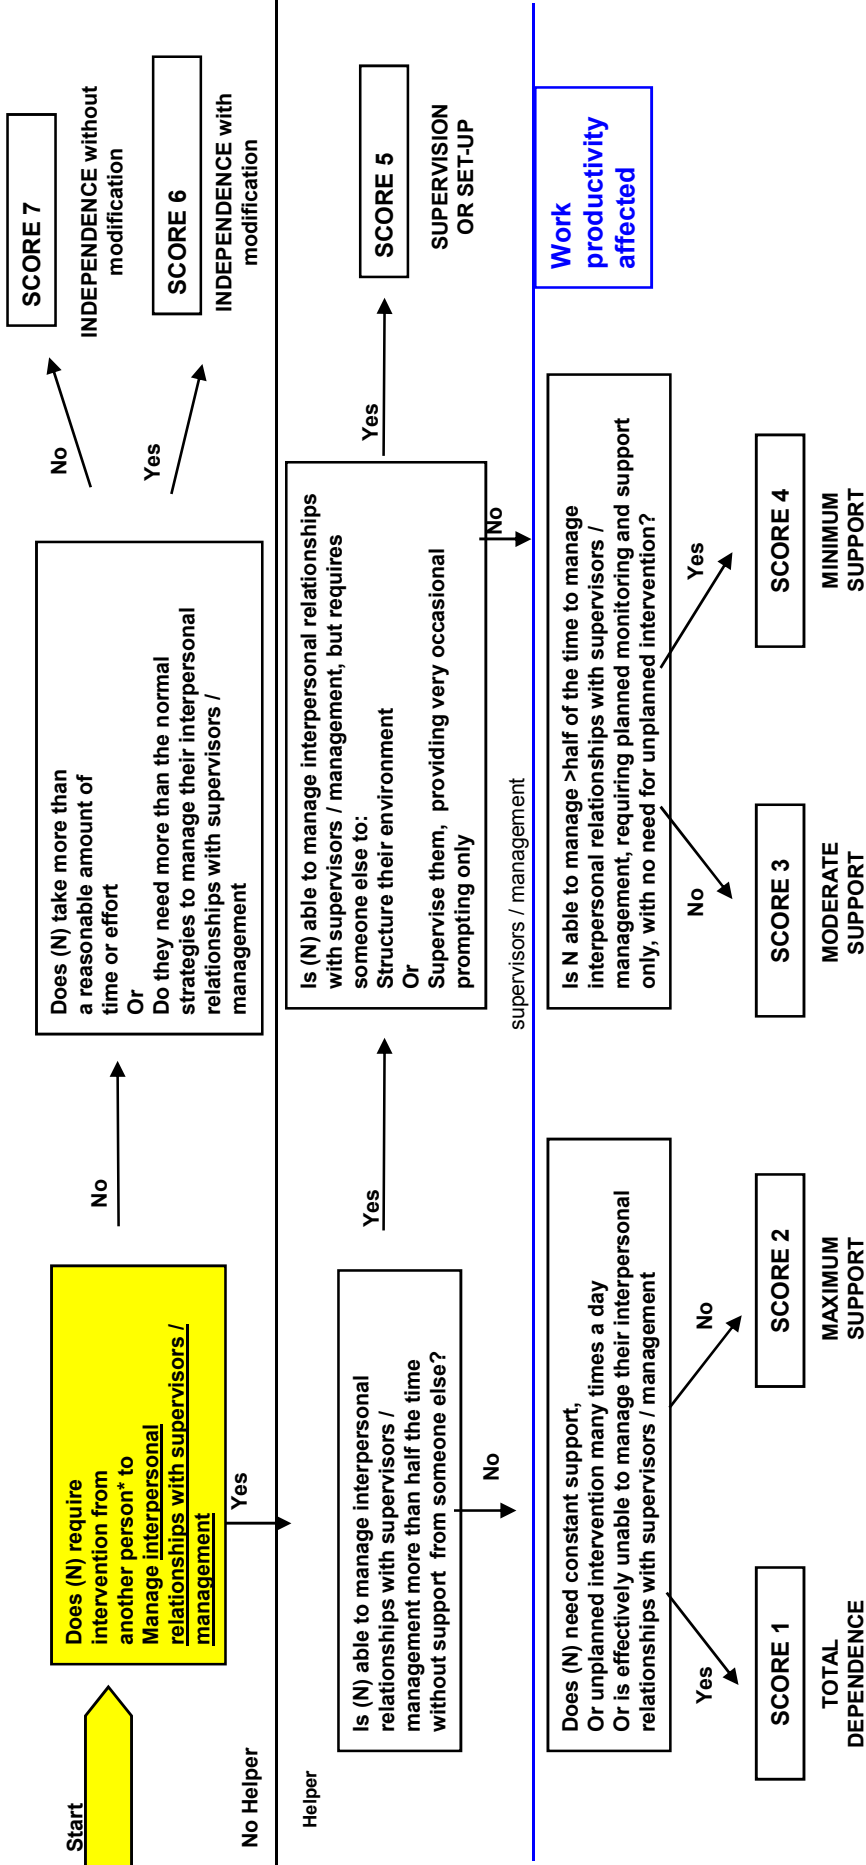 Start
Does (N) require
intervention from
another person* to
Manage interpersonal
relationships with supervisors /
management
No
Does (N) take more than
a reasonable amount of
time or effort
Or
Do they need more than the normal
strategies to manage their interpersonal
relationships with supervisors /
management
No
SCORE 7
INDEPENDENCE without
modification
Yes
SCORE 6
INDEPENDENCE with
modification
Yes
No Helper
Helper
Is (N) able to manage interpersonal
relationships with supervisors /
management more than half the time
without support from someone else?
Yes
Is (N) able to manage interpersonal relationships
with supervisors / management, but requires
someone else to:
Structure their environment
Or
Supervise them, providing very occasional
prompting only
Yes
SCORE 5
SUPERVISION
OR SET-UP
No
No
supervisors / management
Work
productivity
affected
Does (N) need constant support,
Or unplanned intervention many times a day
Or is effectively unable to manage their interpersonal
relationships with supervisors / management
Is N able to manage >half of the time to manage
interpersonal relationships with supervisors /
management, requiring planned monitoring and support
only, with no need for unplanned intervention?
Yes
No
No
Yes
SCORE 1
TOTAL
DEPENDENCE
SCORE 2
MAXIMUM
SUPPORT
SCORE 3
MODERATE
SUPPORT
SCORE 4
MINIMUM
SUPPORT